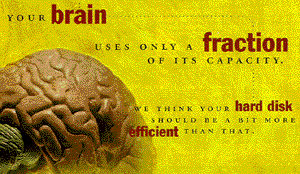 YOUR brain
USES ONLY A fraction
OF ITS CAPACITY.
WE THINK YOUR hard disk
SHOULD BE A BIT MORE
efficient THAN THAT.